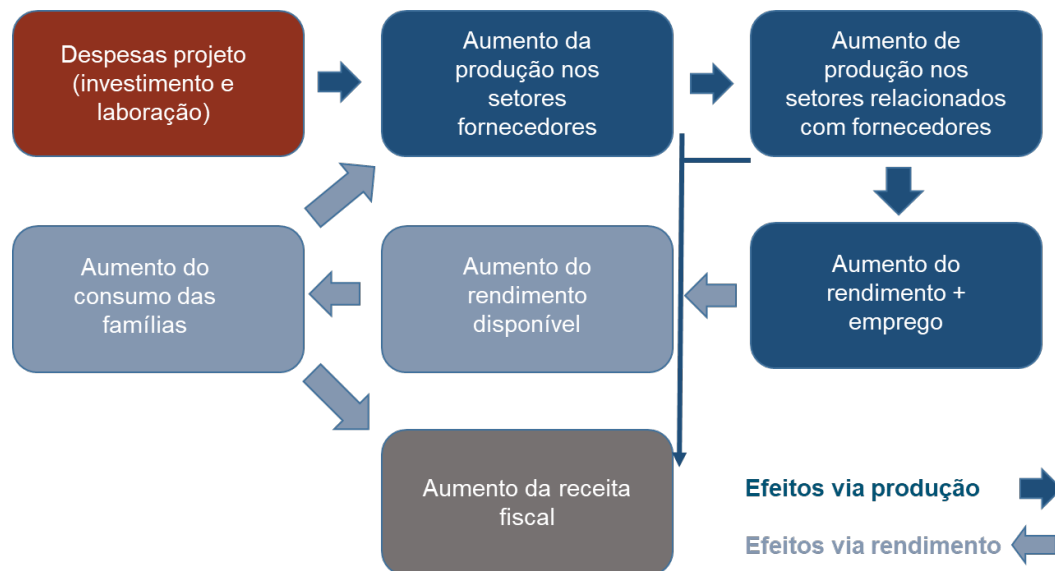 Despesas projeto
(investimento e
laboração)
Aumento da
produção nos
setores
fornecedores
Aumento de
produção nos
setores relacionados
com fornecedores
Aumento do
consumo das
famílias
Aumento do
rendimento
disponível
Aumento do
rendimento +
emprego
Aumento da receita
fiscal
Efeitos via produção
Efeitos via rendimento